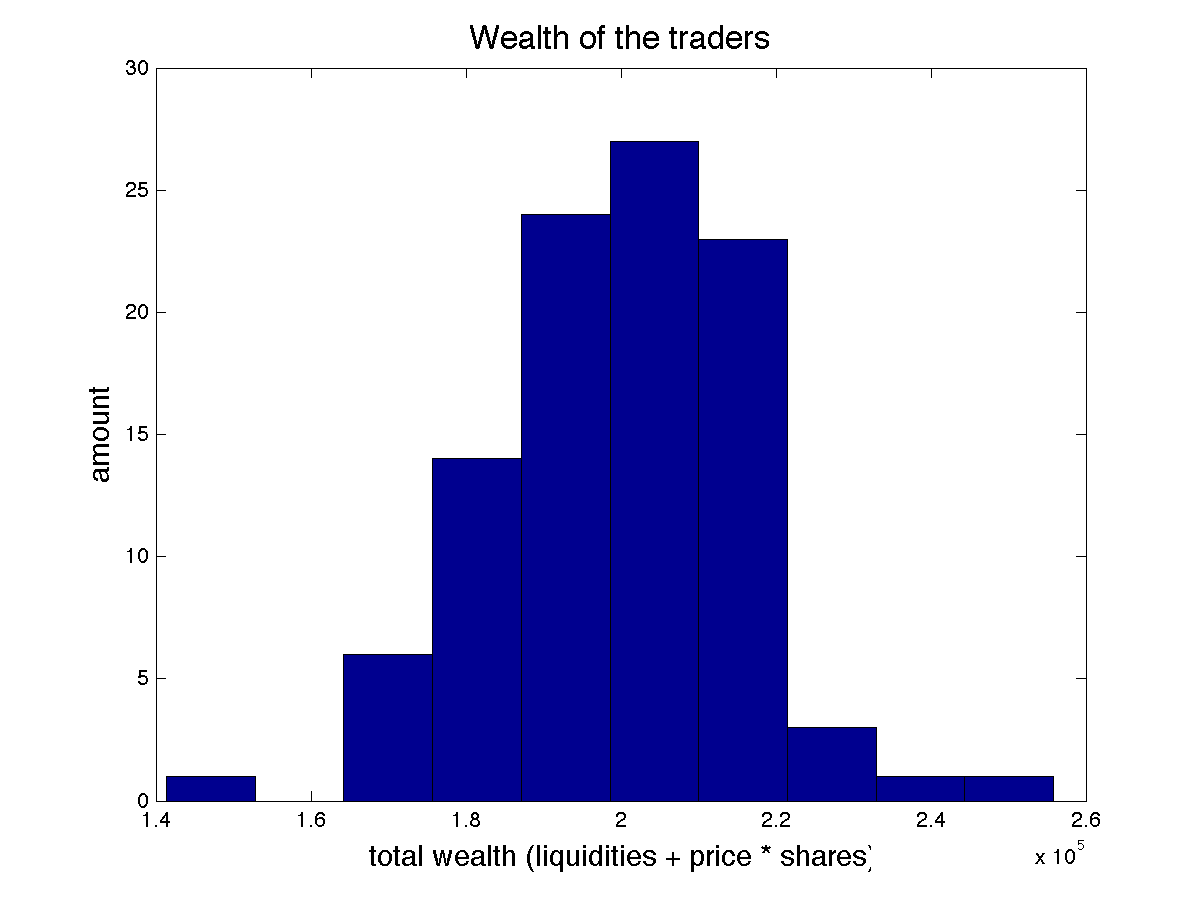 Wealth of the traders
30
25
20
15
10
5
0
amount
1.4 1.6 1.8 2 2.2 2.4 2.6
total wealth (liquidities + price * shares)
x 10^5